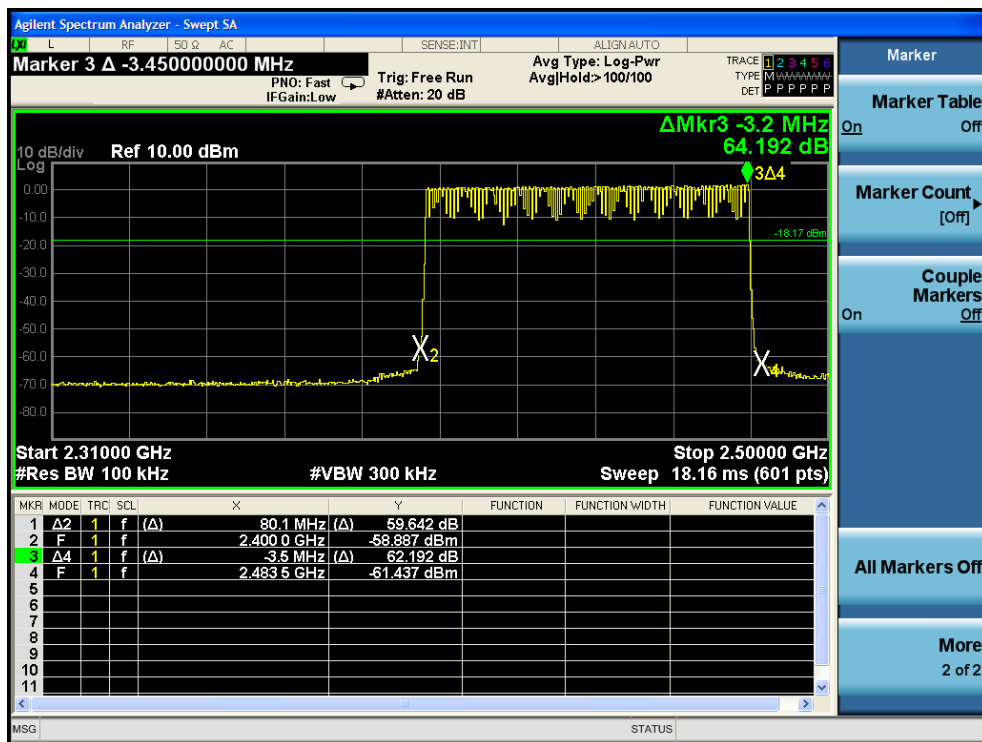 Agilent Spectrum Analyzer - Swept SA
LXI L RF 50 Ω AC SENSE:INT ALIGN AUTO
Marker 3 Δ -3.450000000 MHz
PNO: Fast
IFGain:Low
Trig: Free Run
#Atten: 20 dB
Avg Type: Log-Pwr
Avg|Hold:> 100/100
TRACE 1 2 3 4 5 6
TYPE M
DET P P P P P P
ΔMkr3 -3.2 MHz
64.192 dB
10 dB/div Ref 10.00 dBm
Log
3Δ4
0.00
-10.0
-18.17 dBm
-20.0
-30.0
-40.0
-50.0
2
-60.0
4
-70.0
-80.0
Start 2.31000 GHz Stop 2.50000 GHz
#Res BW 100 kHz #VBW 300 kHz Sweep 18.16 ms (601 pts)
MKR MODE TRC SCL X Y FUNCTION FUNCTION WIDTH FUNCTION VALUE
1 Δ2 1 f (Δ) 80.1 MHz (Δ) 59.642 dB
2 F 1 f 2.400 0 GHz -58.887 dBm
3 Δ4 1 f (Δ) -3.5 MHz (Δ) 62.192 dB
4 F 1 f 2.483 5 GHz -61.437 dBm
5
6
7
8
9
10
11
MSG STATUS
Marker
Marker Table
On Off
Marker Count
[Off]
Couple
Markers
On Off
All Markers Off
More
2 of 2